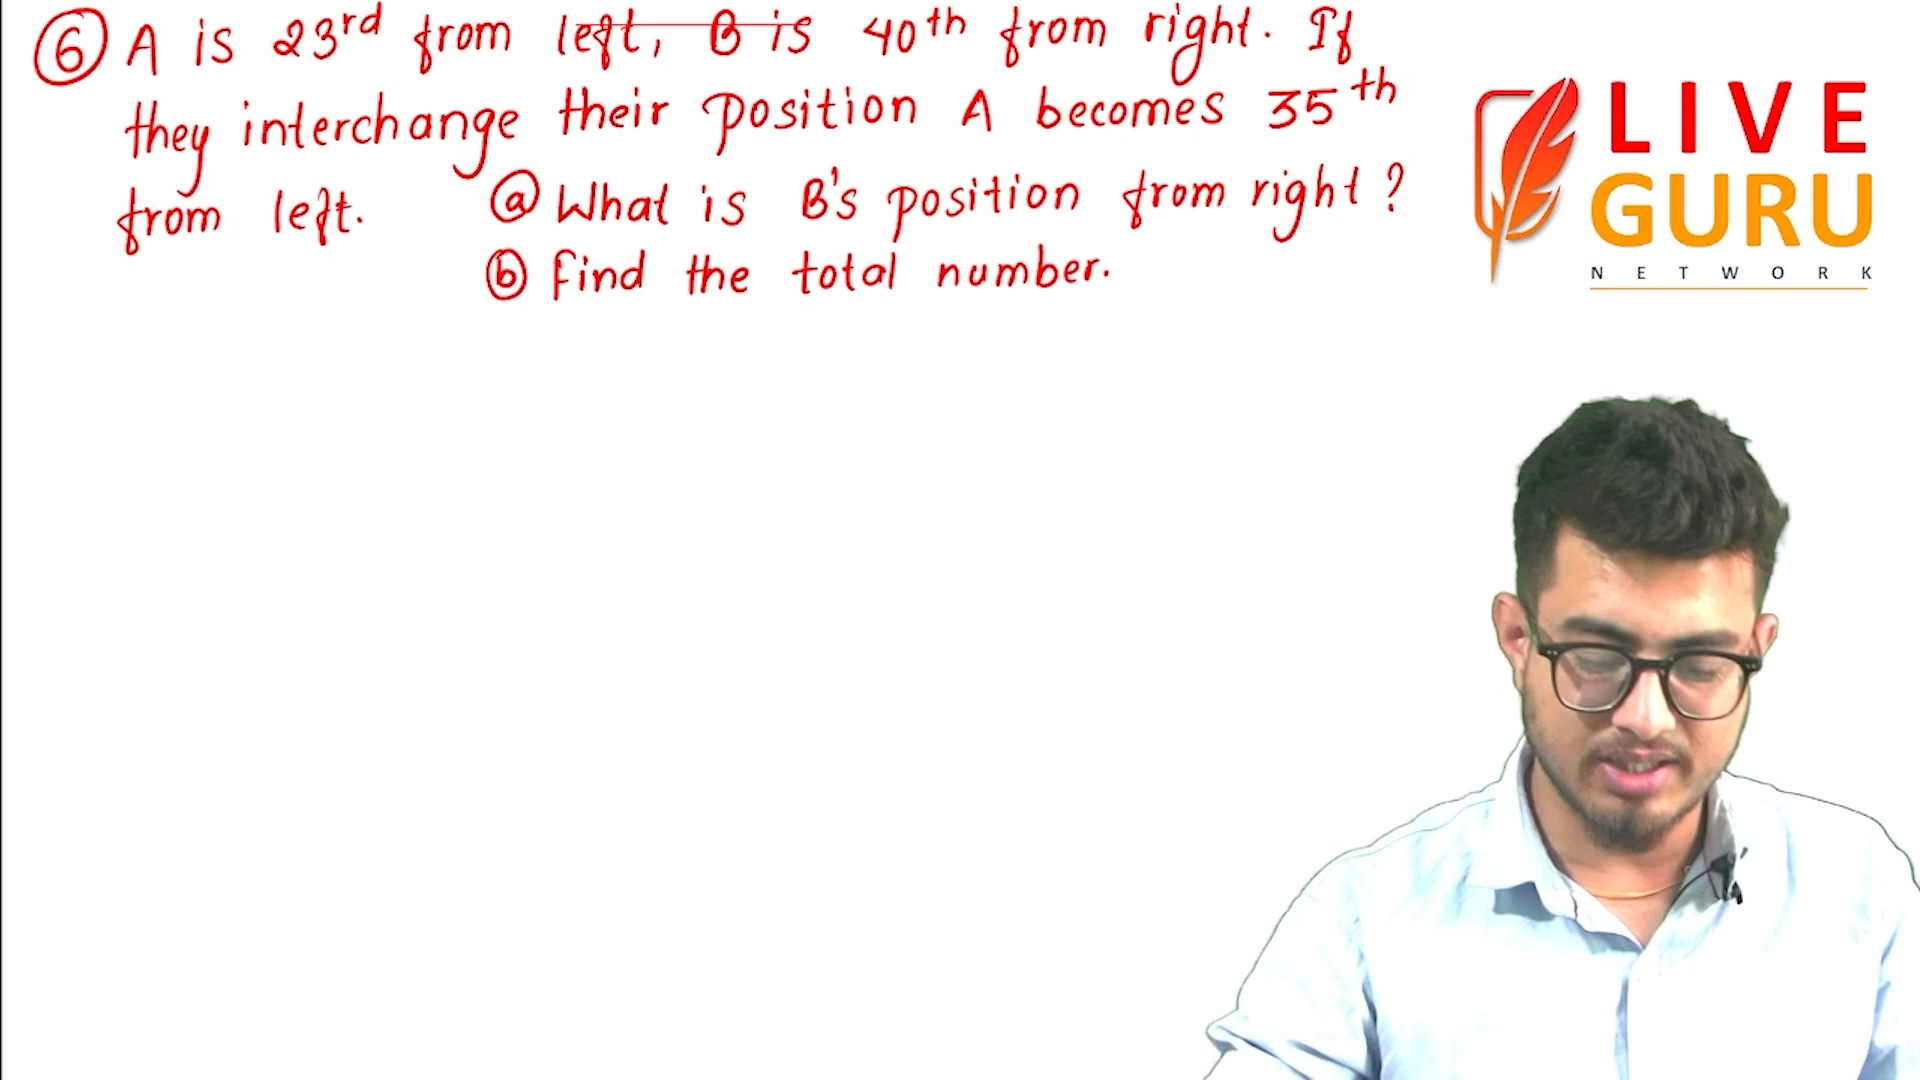 6 A is 23rd from left, B is 40th from right. If
they interchange their position A becomes 35th
from left. a What is B's position from right?
b Find the total number.
LIVE
GURU
NETWORK